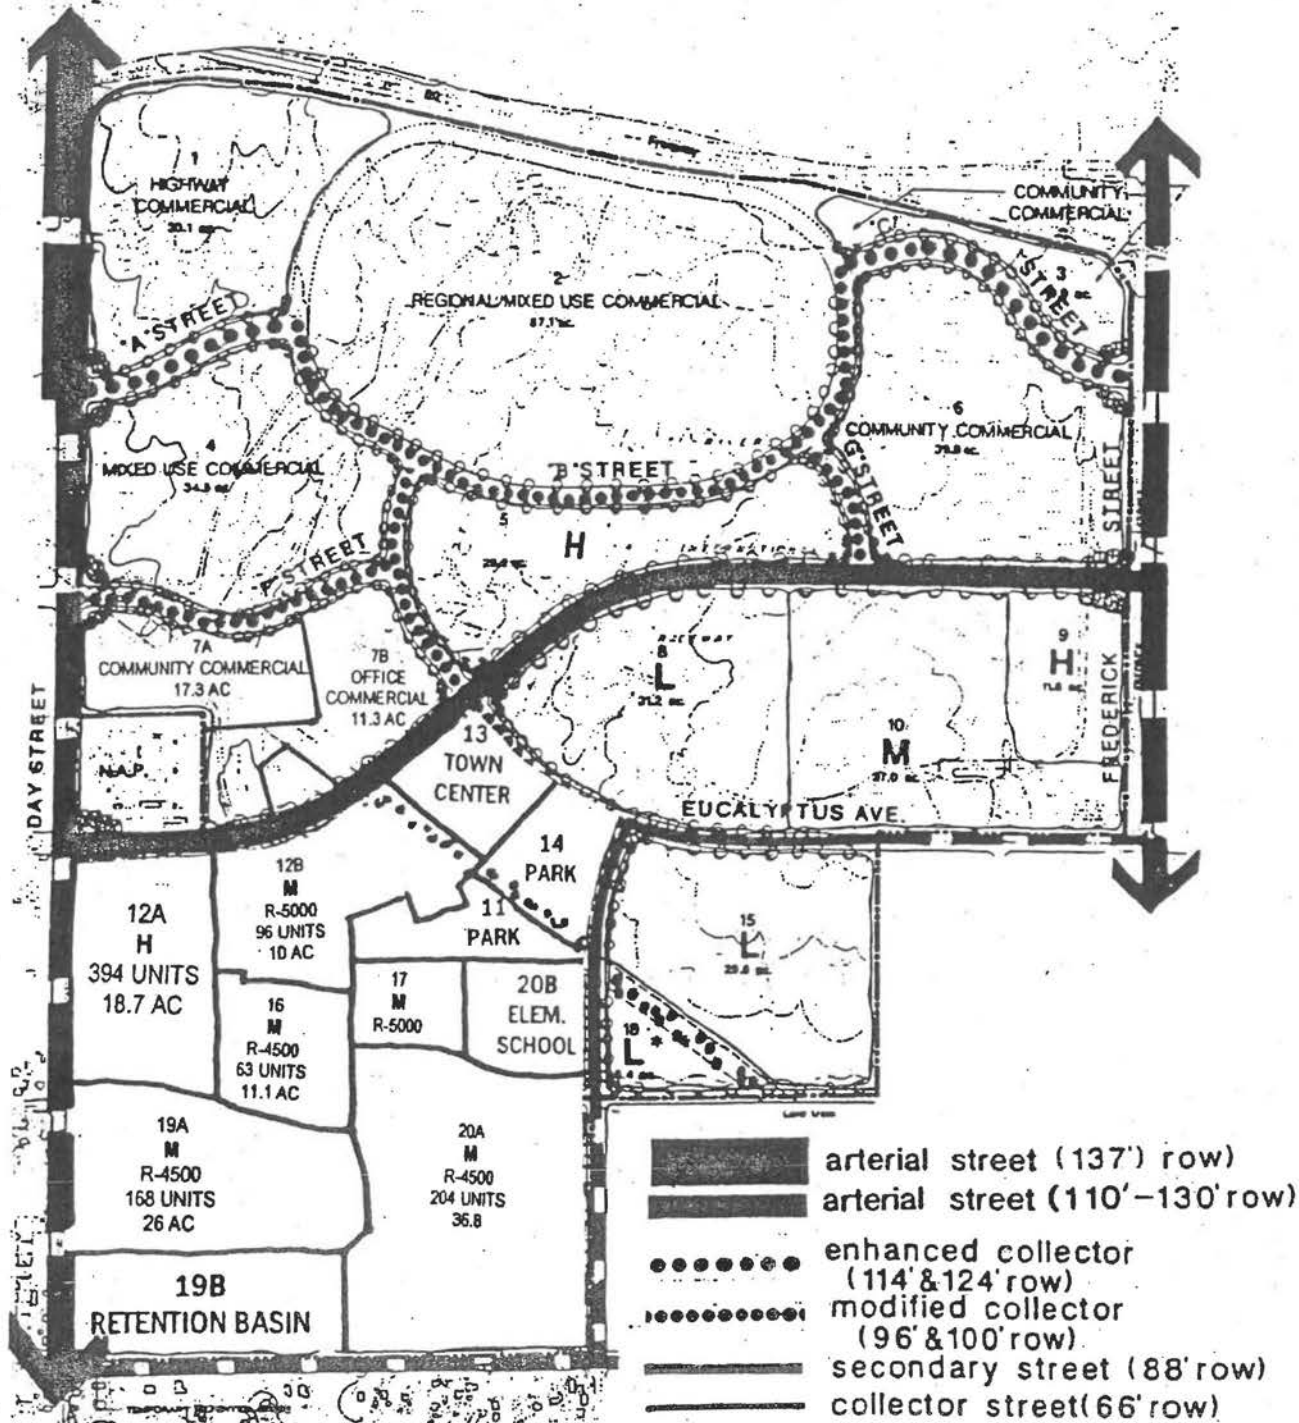 Freeway
1
HIGHWAY
COMMERCIAL
COMMUNITY
COMMERCIAL
3
2
REGIONAL/MIXED USE COMMERCIAL
"A" STREET
STREET
6
COMMUNITY COMMERCIAL
4
MIXED USE COMMERCIAL
"B" STREET
"G" STREET
5
H
STREET
7A
COMMUNITY COMMERCIAL
17.3 AC
7B
OFFICE
COMMERCIAL
11.3 AC
8
L
31.2 ac.
9
H
10
M
FREDERICK STREET
DAY STREET
N.A.P.
13
TOWN
CENTER
EUCALYPTUS AVE.
14
PARK
12A
H
394 UNITS
18.7 AC
12B
M
R-5000
96 UNITS
10 AC
11
PARK
15
L
16
M
R-4500
63 UNITS
11.1 AC
17
M
R-5000
20B
ELEM.
SCHOOL
18
L *
19A
M
R-4500
168 UNITS
26 AC
20A
M
R-4500
204 UNITS
36.8
19B
RETENTION BASIN
arterial street (137') row)
arterial street (110'-130' row)
enhanced collector
(114' & 124' row)
modified collector
(96' & 100' row)
secondary street (88' row)
collector street (66' row)